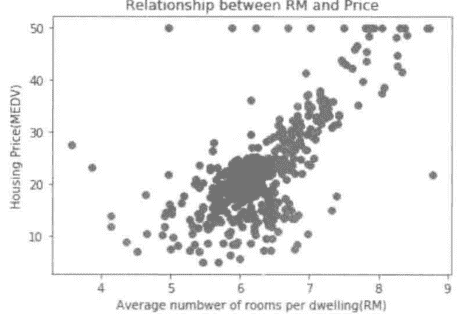 Relationship between RM and Price
50
40
30
20
10
Housing Price(MEDV)
4 5 6 7 8 9
Average numbwer of rooms per dwelling(RM)